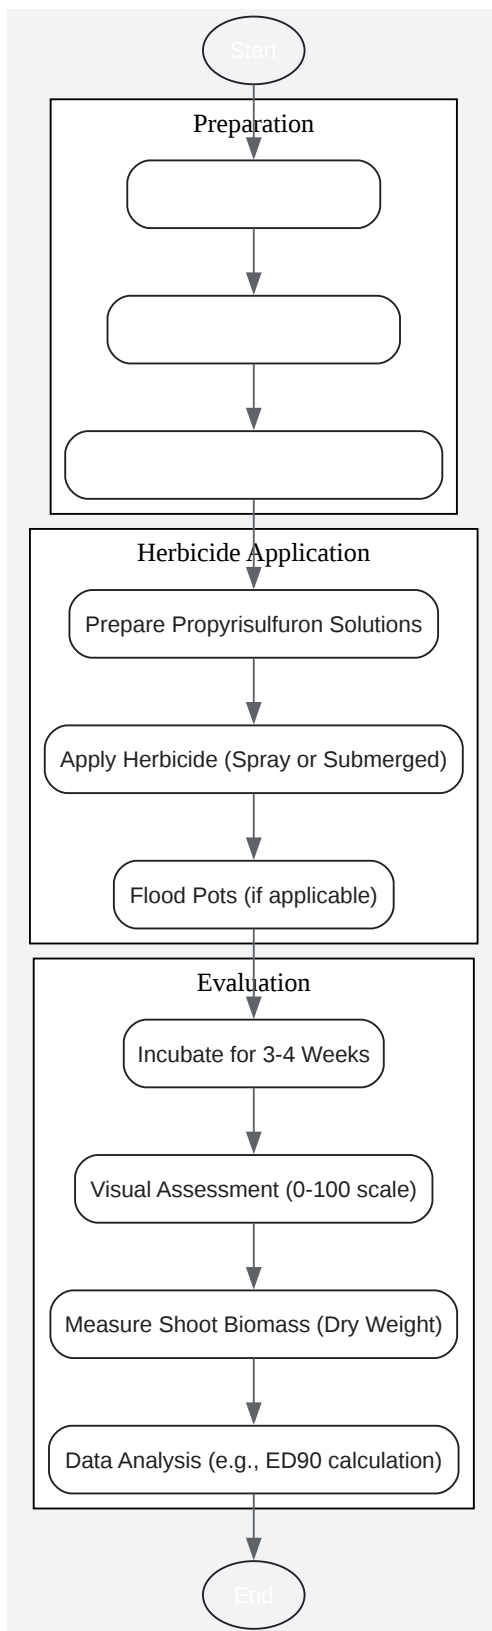 Start
Preparation
Herbicide Application
Prepare Propyrisulfuron Solutions
Apply Herbicide (Spray or Submerged)
Flood Pots (if applicable)
Evaluation
Incubate for 3-4 Weeks
Visual Assessment (0-100 scale)
Measure Shoot Biomass (Dry Weight)
Data Analysis (e.g., ED90 calculation)
End